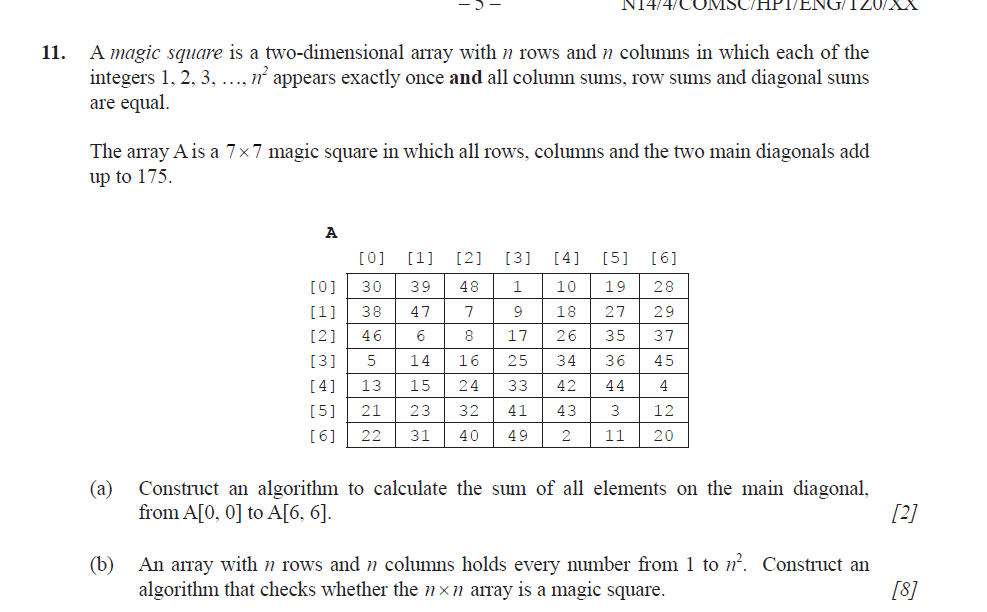 – 5 –
N14/4/COMSC/HP1/ENG/TZ0/XX
11. A magic square is a two-dimensional array with n rows and n columns in which each of the
integers 1, 2, 3, …, n² appears exactly once and all column sums, row sums and diagonal sums
are equal.
The array A is a 7×7 magic square in which all rows, columns and the two main diagonals add
up to 175.
A
[0] [1] [2] [3] [4] [5] [6]
[0] 30 39 48 1 10 19 28
[1] 38 47 7 9 18 27 29
[2] 46 6 8 17 26 35 37
[3] 5 14 16 25 34 36 45
[4] 13 15 24 33 42 44 4
[5] 21 23 32 41 43 3 12
[6] 22 31 40 49 2 11 20
(a) Construct an algorithm to calculate the sum of all elements on the main diagonal,
from A[0, 0] to A[6, 6]. [2]
(b) An array with n rows and n columns holds every number from 1 to n². Construct an
algorithm that checks whether the n×n array is a magic square. [8]